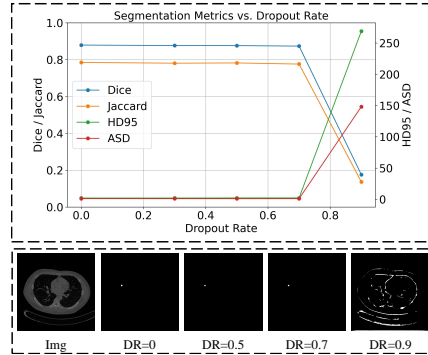 Segmentation Metrics vs. Dropout Rate
1.0
0.8
0.6
0.4
0.2
0.0
Dice / Jaccard
250
200
150
100
50
0
HD95 / ASD
Dice
Jaccard
HD95
ASD
0.0 0.2 0.4 0.6 0.8
Dropout Rate
Img DR=0 DR=0.5 DR=0.7 DR=0.9